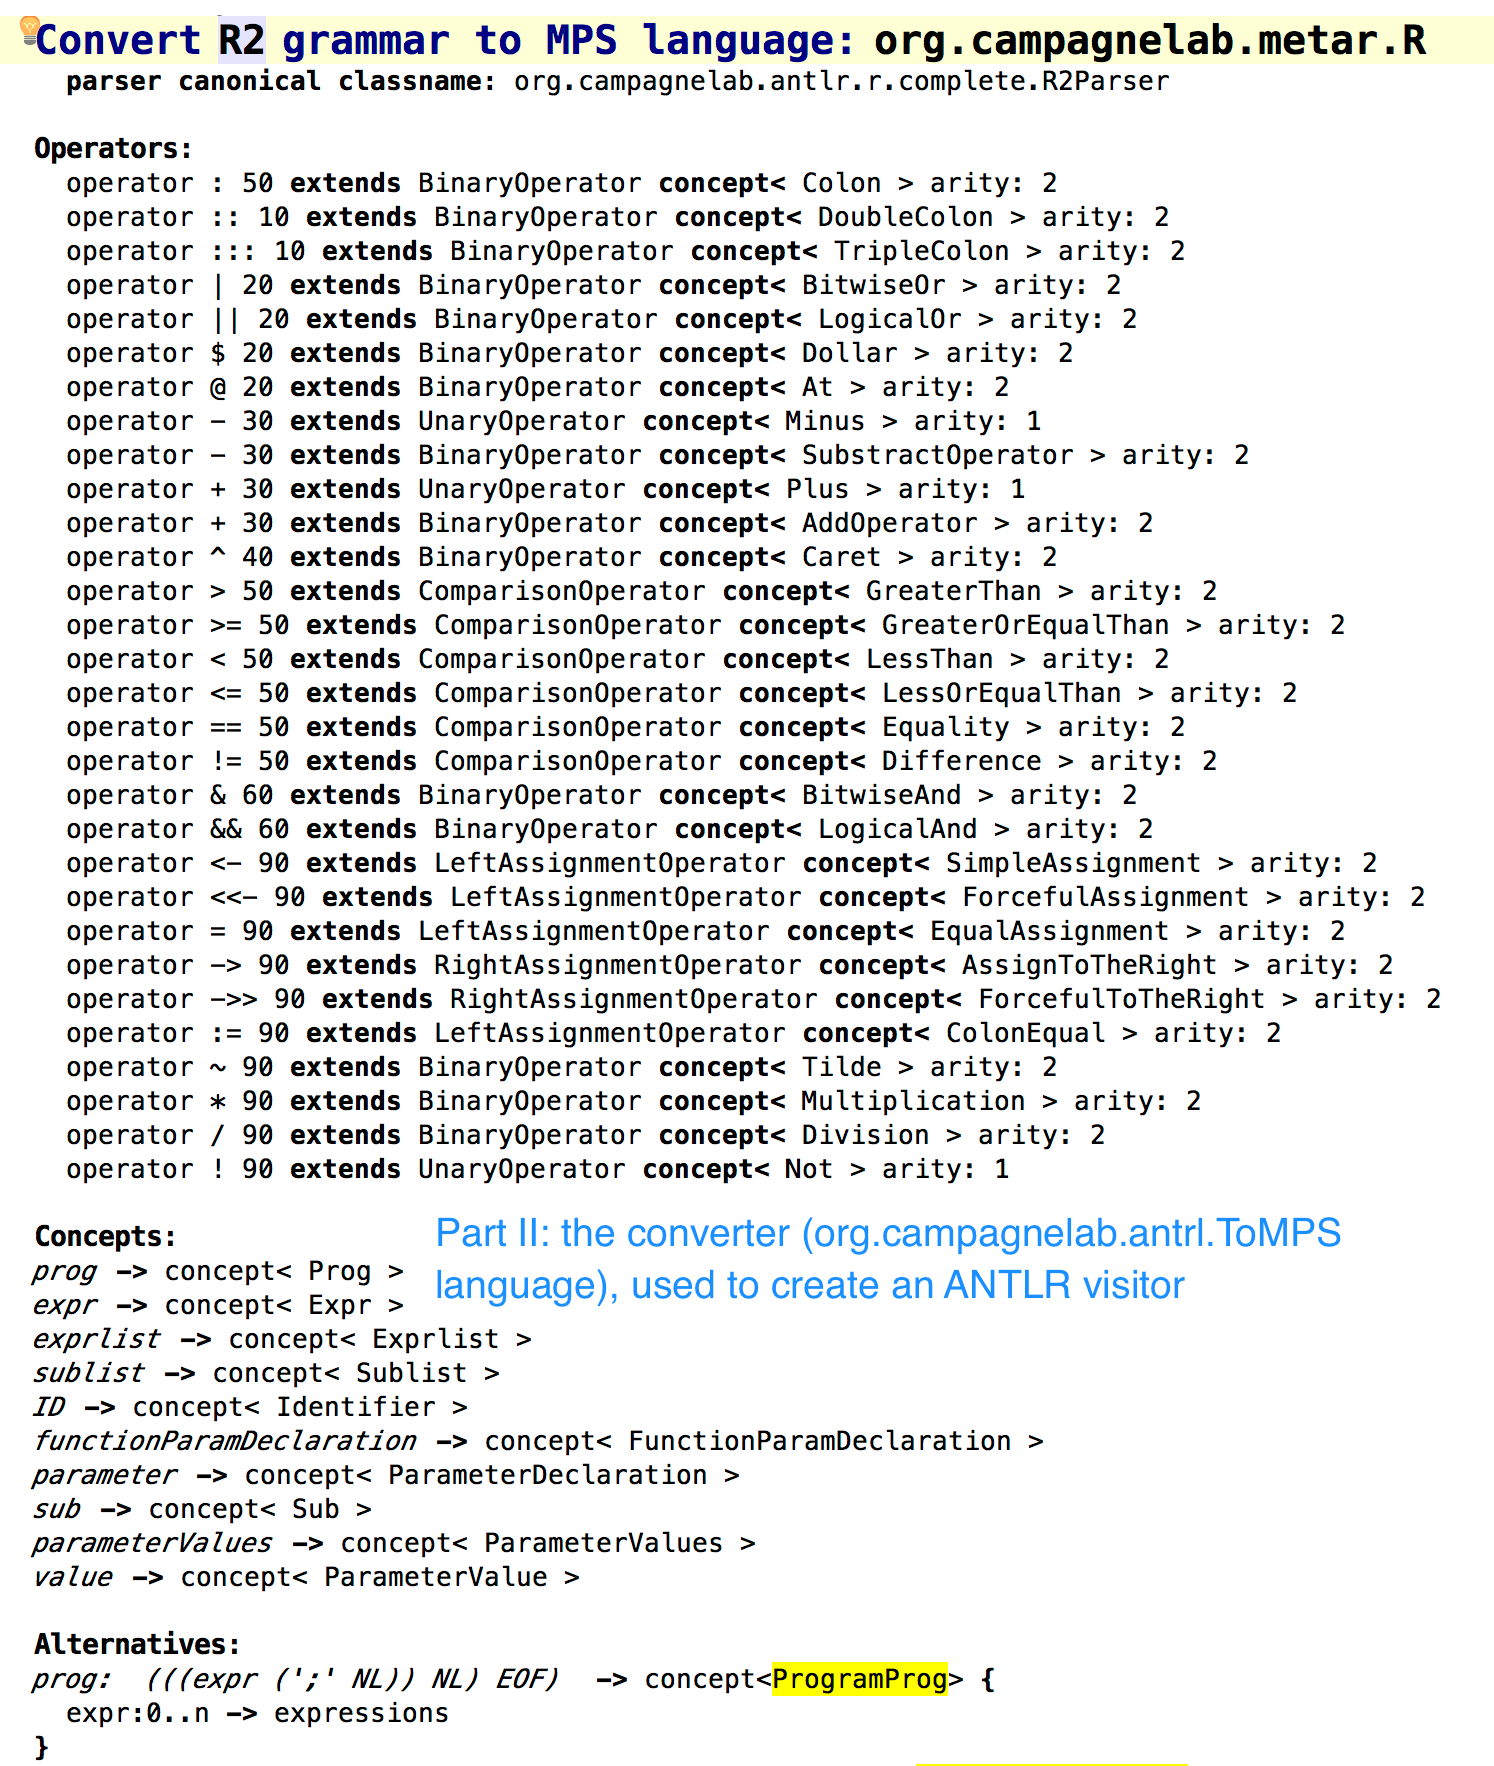 Convert R2 grammar to MPS language: org.campagnelab.metar.R
parser canonical classname: org.campagnelab.antlr.r.complete.R2Parser
Operators:
operator : 50 extends BinaryOperator concept< Colon > arity: 2
operator :: 10 extends BinaryOperator concept< DoubleColon > arity: 2
operator ::: 10 extends BinaryOperator concept< TripleColon > arity: 2
operator | 20 extends BinaryOperator concept< BitwiseOr > arity: 2
operator || 20 extends BinaryOperator concept< LogicalOr > arity: 2
operator $ 20 extends BinaryOperator concept< Dollar > arity: 2
operator @ 20 extends BinaryOperator concept< At > arity: 2
operator - 30 extends UnaryOperator concept< Minus > arity: 1
operator - 30 extends BinaryOperator concept< SubstractOperator > arity: 2
operator + 30 extends UnaryOperator concept< Plus > arity: 1
operator + 30 extends BinaryOperator concept< AddOperator > arity: 2
operator ^ 40 extends BinaryOperator concept< Caret > arity: 2
operator > 50 extends ComparisonOperator concept< GreaterThan > arity: 2
operator >= 50 extends ComparisonOperator concept< GreaterOrEqualThan > arity: 2
operator < 50 extends ComparisonOperator concept< LessThan > arity: 2
operator <= 50 extends ComparisonOperator concept< LessOrEqualThan > arity: 2
operator == 50 extends ComparisonOperator concept< Equality > arity: 2
operator != 50 extends ComparisonOperator concept< Difference > arity: 2
operator & 60 extends BinaryOperator concept< BitwiseAnd > arity: 2
operator && 60 extends BinaryOperator concept< LogicalAnd > arity: 2
operator <- 90 extends LeftAssignmentOperator concept< SimpleAssignment > arity: 2
operator <<- 90 extends LeftAssignmentOperator concept< ForcefulAssignment > arity: 2
operator = 90 extends LeftAssignmentOperator concept< EqualAssignment > arity: 2
operator -> 90 extends RightAssignmentOperator concept< AssignToTheRight > arity: 2
operator ->> 90 extends RightAssignmentOperator concept< ForcefulToTheRight > arity: 2
operator := 90 extends LeftAssignmentOperator concept< ColonEqual > arity: 2
operator ~ 90 extends BinaryOperator concept< Tilde > arity: 2
operator * 90 extends BinaryOperator concept< Multiplication > arity: 2
operator / 90 extends BinaryOperator concept< Division > arity: 2
operator ! 90 extends UnaryOperator concept< Not > arity: 1
Part II: the converter (org.campagnelab.antrl.ToMPS
language), used to create an ANTLR visitor
Concepts:
prog -> concept< Prog >
expr -> concept< Expr >
exprlist -> concept< Exprlist >
sublist -> concept< Sublist >
ID -> concept< Identifier >
functionParamDeclaration -> concept< FunctionParamDeclaration >
parameter -> concept< ParameterDeclaration >
sub -> concept< Sub >
parameterValues -> concept< ParameterValues >
value -> concept< ParameterValue >
Alternatives:
prog: (((expr (';' NL)) NL) EOF) -> concept<ProgramProg> {
expr:0..n -> expressions
}